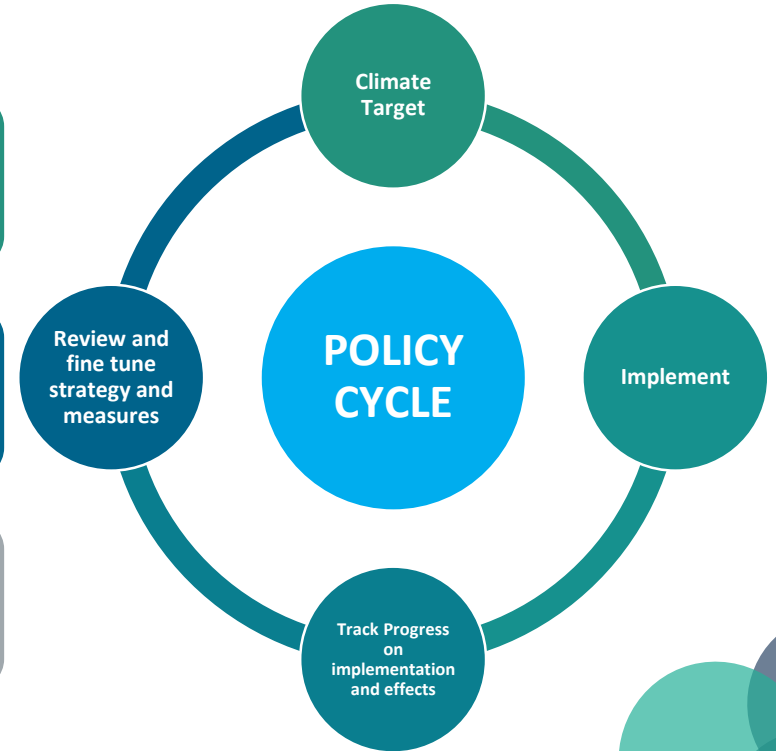 Climate
Target
Review and
fine tune
strategy and
measures
POLICY
CYCLE
Implement
Track Progress
on
implementation
and effects